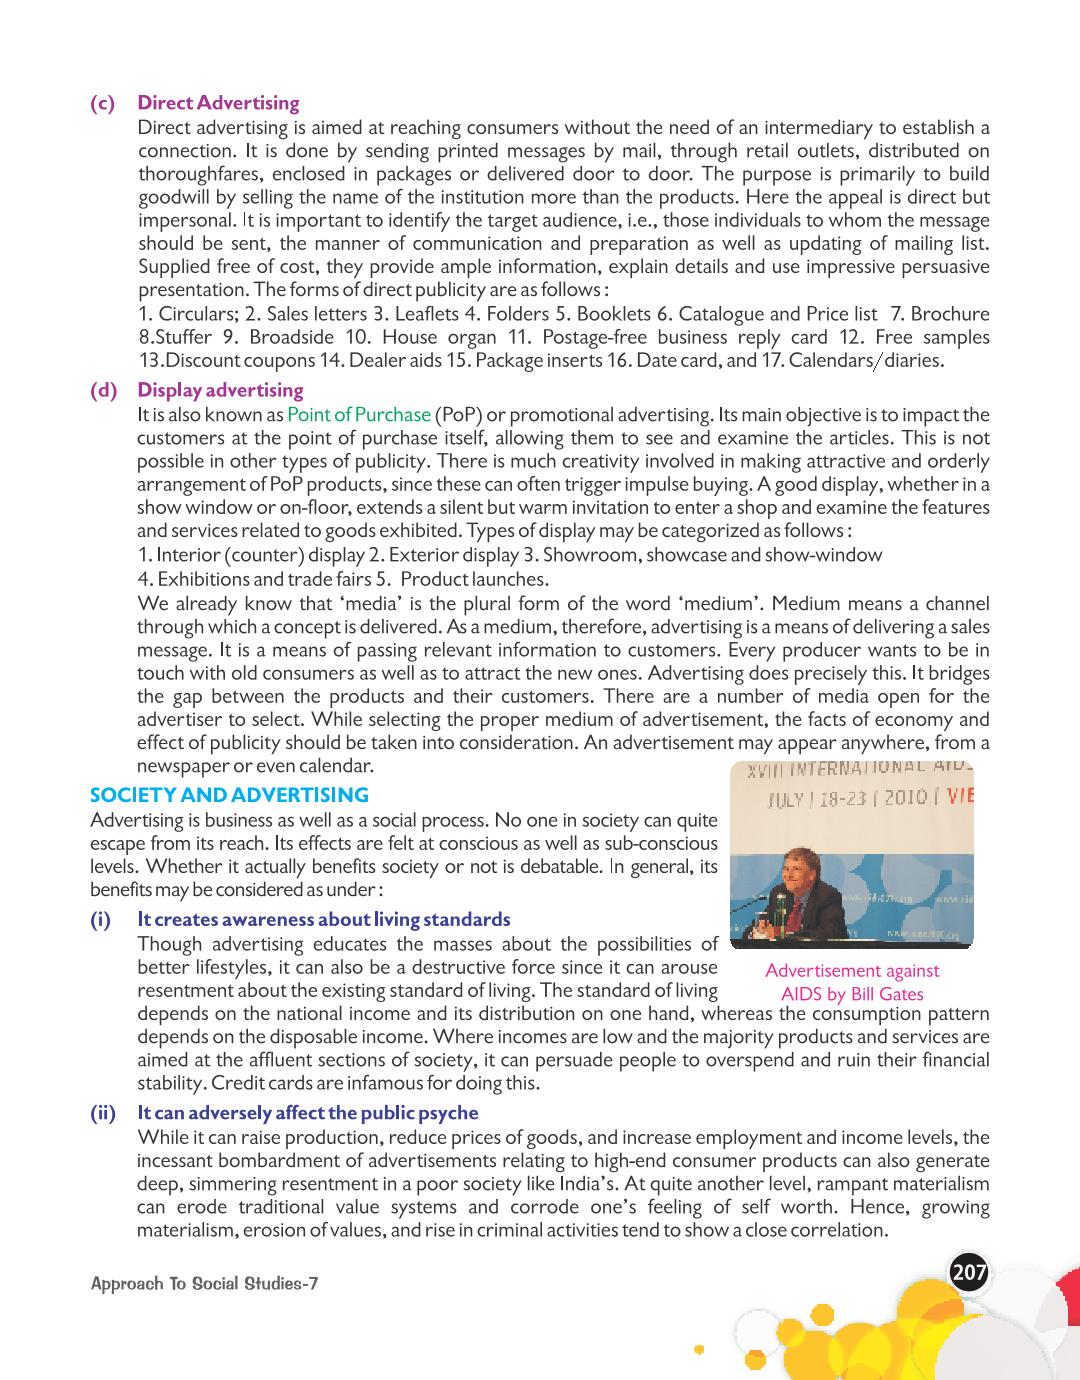 (c) Direct Advertising
Direct advertising is aimed at reaching consumers without the need of an intermediary to establish a
connection. It is done by sending printed messages by mail, through retail outlets, distributed on
thoroughfares, enclosed in packages or delivered door to door. The purpose is primarily to build
goodwill by selling the name of the institution more than the products. Here the appeal is direct but
impersonal. It is important to identify the target audience, i.e., those individuals to whom the message
should be sent, the manner of communication and preparation as well as updating of mailing list.
Supplied free of cost, they provide ample information, explain details and use impressive persuasive
presentation. The forms of direct publicity are as follows :
1. Circulars; 2. Sales letters 3. Leaflets 4. Folders 5. Booklets 6. Catalogue and Price list 7. Brochure
8.Stuffer 9. Broadside 10. House organ 11. Postage-free business reply card 12. Free samples
13.Discount coupons 14. Dealer aids 15. Package inserts 16. Date card, and 17. Calendars/diaries.
(d) Display advertising
It is also known as Point of Purchase (PoP) or promotional advertising. Its main objective is to impact the
customers at the point of purchase itself, allowing them to see and examine the articles. This is not
possible in other types of publicity. There is much creativity involved in making attractive and orderly
arrangement of PoP products, since these can often trigger impulse buying. A good display, whether in a
show window or on-floor, extends a silent but warm invitation to enter a shop and examine the features
and services related to goods exhibited. Types of display may be categorized as follows :
1. Interior (counter) display 2. Exterior display 3. Showroom, showcase and show-window
4. Exhibitions and trade fairs 5. Product launches.
We already know that ‘media’ is the plural form of the word ‘medium’. Medium means a channel
through which a concept is delivered. As a medium, therefore, advertising is a means of delivering a sales
message. It is a means of passing relevant information to customers. Every producer wants to be in
touch with old consumers as well as to attract the new ones. Advertising does precisely this. It bridges
the gap between the products and their customers. There are a number of media open for the
advertiser to select. While selecting the proper medium of advertisement, the facts of economy and
effect of publicity should be taken into consideration. An advertisement may appear anywhere, from a
newspaper or even calendar.
SOCIETY AND ADVERTISING
Advertising is business as well as a social process. No one in society can quite
escape from its reach. Its effects are felt at conscious as well as sub-conscious
levels. Whether it actually benefits society or not is debatable. In general, its
benefits may be considered as under :
XVIII INTERNATIONAL AIDS
JULY | 18-23 | 2010 | VIE
Advertisement against
AIDS by Bill Gates
(i) It creates awareness about living standards
Though advertising educates the masses about the possibilities of
better lifestyles, it can also be a destructive force since it can arouse
resentment about the existing standard of living. The standard of living
depends on the national income and its distribution on one hand, whereas the consumption pattern
depends on the disposable income. Where incomes are low and the majority products and services are
aimed at the affluent sections of society, it can persuade people to overspend and ruin their financial
stability. Credit cards are infamous for doing this.
(ii) It can adversely affect the public psyche
While it can raise production, reduce prices of goods, and increase employment and income levels, the
incessant bombardment of advertisements relating to high-end consumer products can also generate
deep, simmering resentment in a poor society like India’s. At quite another level, rampant materialism
can erode traditional value systems and corrode one’s feeling of self worth. Hence, growing
materialism, erosion of values, and rise in criminal activities tend to show a close correlation.
Approach To Social Studies-7
207